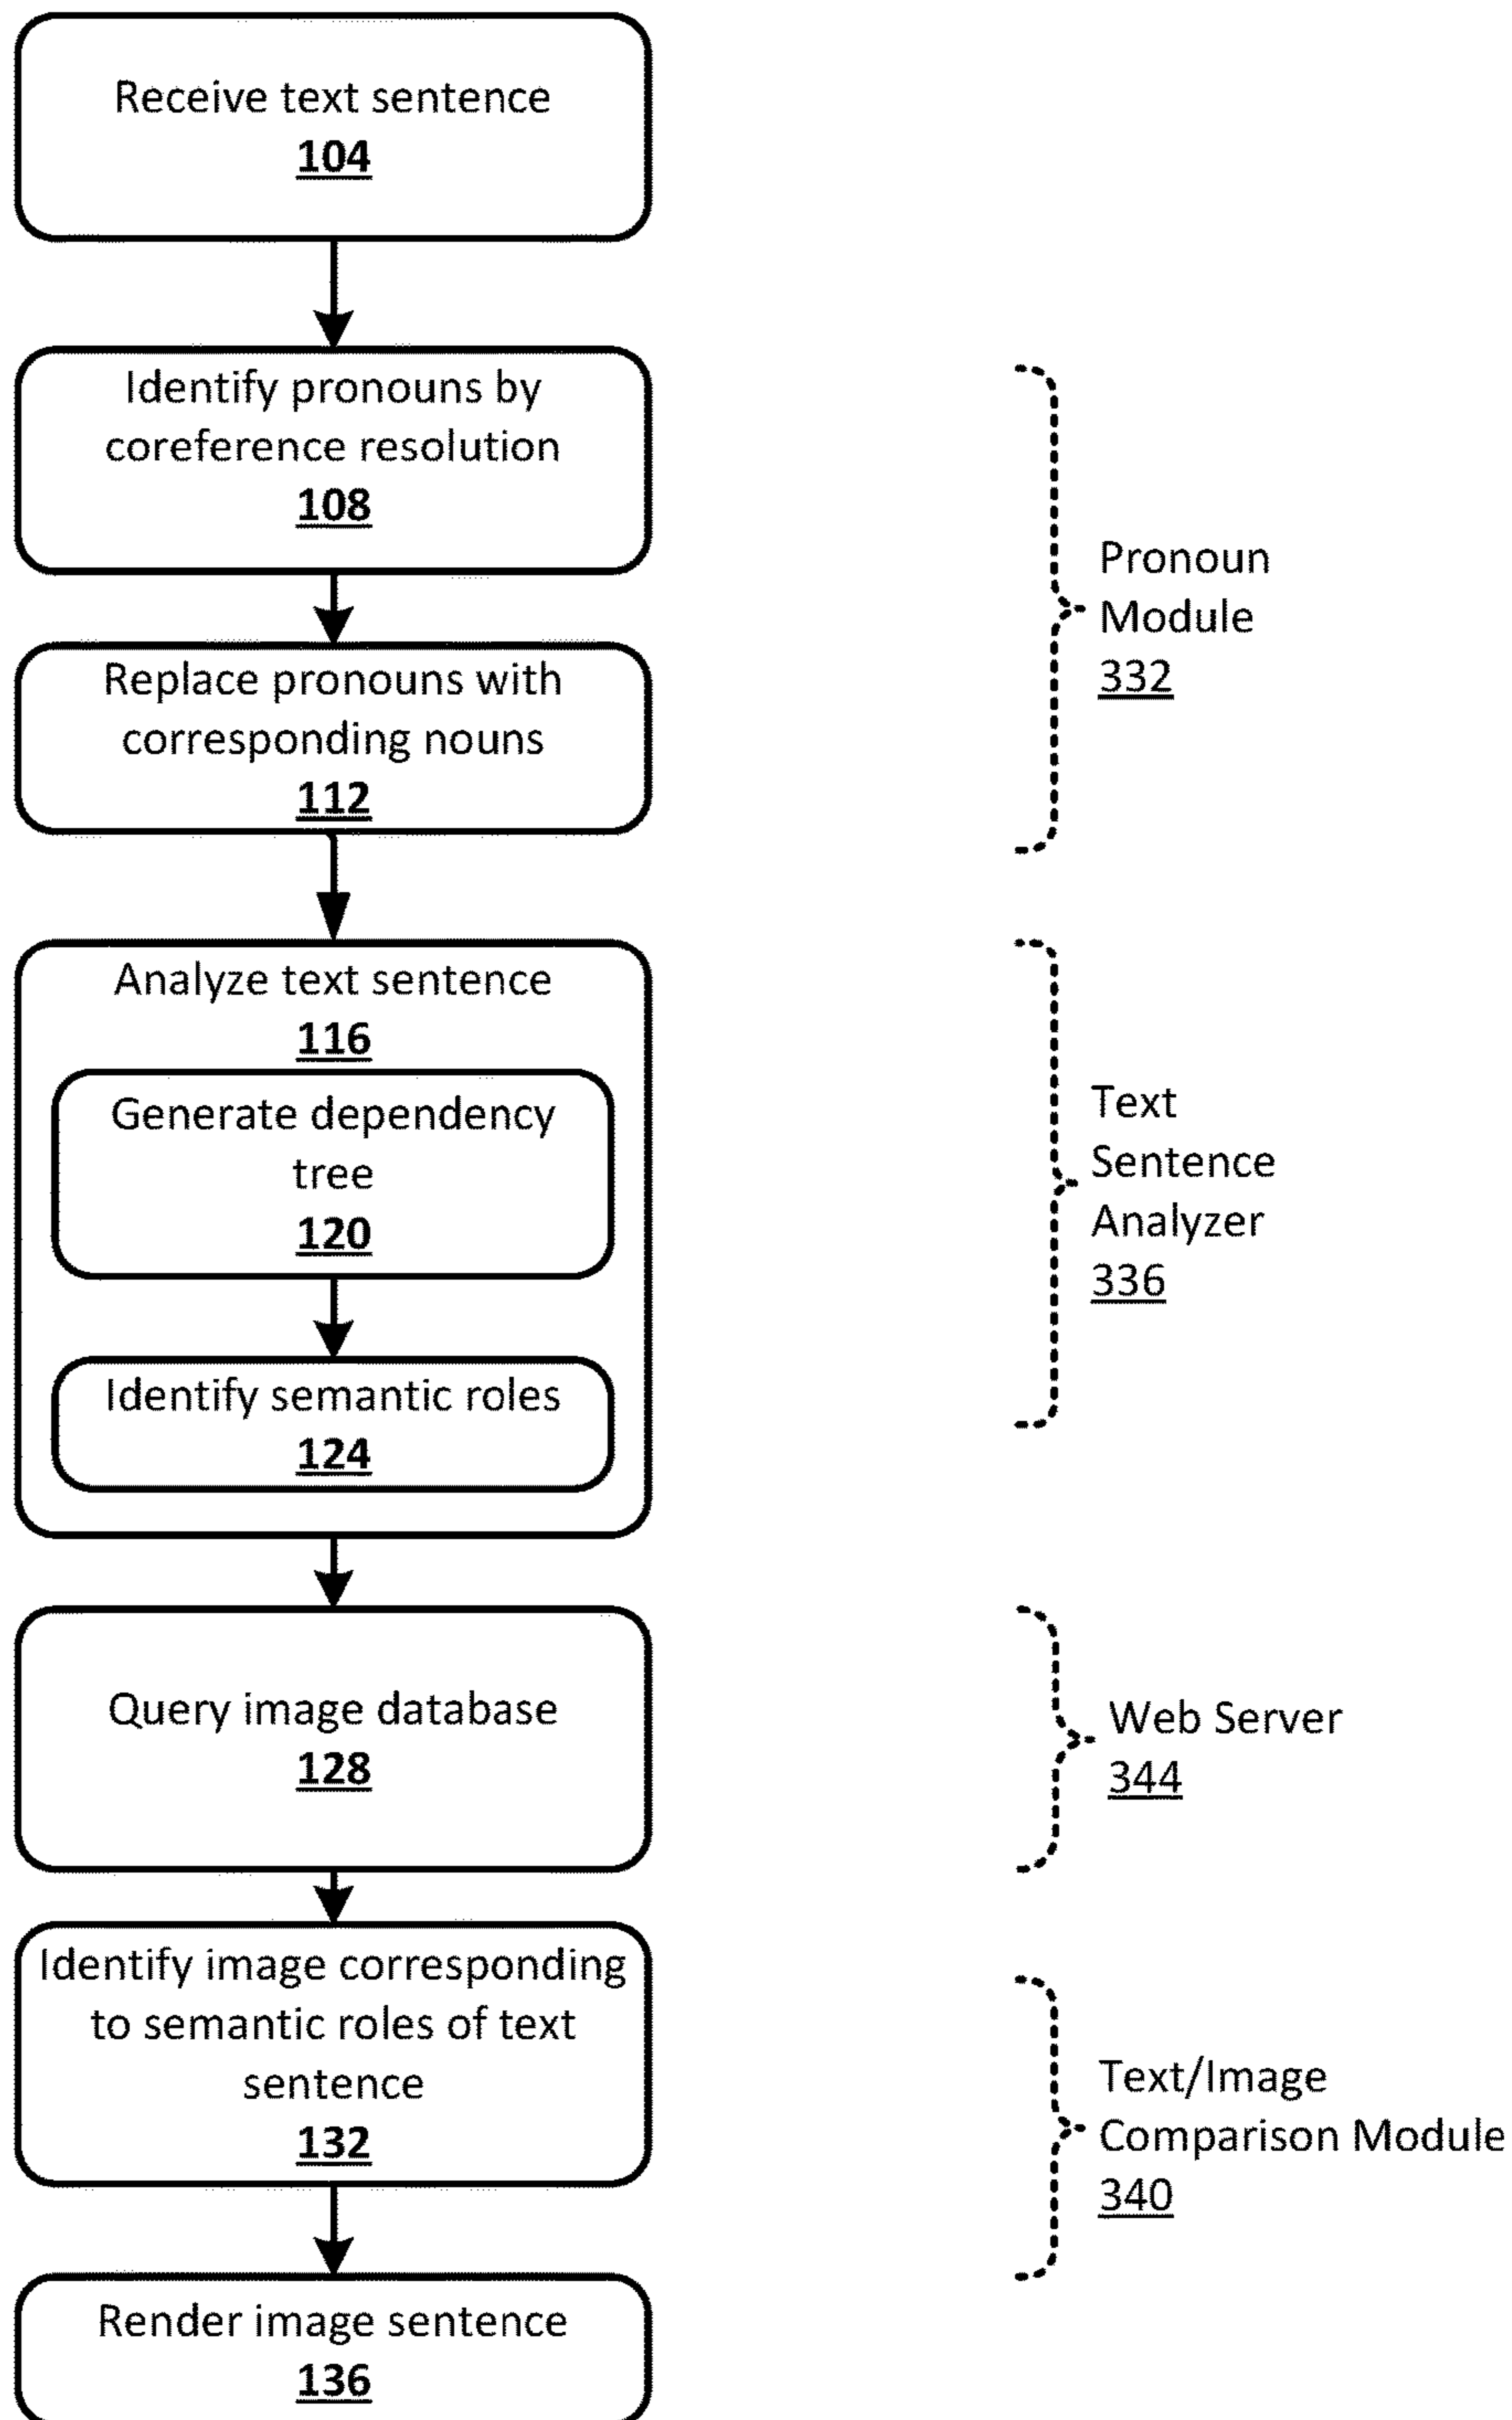 Receive text sentence
104
Identify pronouns by
coreference resolution
108
Replace pronouns with
corresponding nouns
112
Pronoun
Module
332
Analyze text sentence
116
Generate dependency
tree
120
Identify semantic roles
124
Text
Sentence
Analyzer
336
Query image database
128
Web Server
344
Identify image corresponding
to semantic roles of text
sentence
132
Text/Image
Comparison Module
340
Render image sentence
136